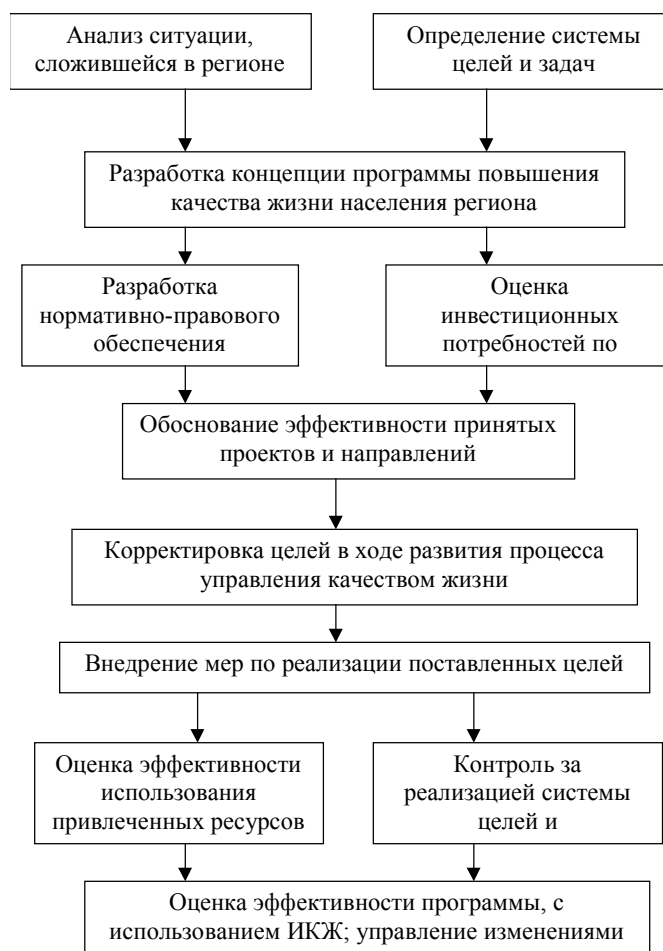 Анализ ситуации,
сложившейся в регионе
Определение системы
целей и задач
Разработка концепции программы повышения
качества жизни населения региона
Разработка
нормативно-правового
обеспечения
Оценка
инвестиционных
потребностей по
Обоснование эффективности принятых
проектов и направлений
Корректировка целей в ходе развития процесса
управления качеством жизни
Внедрение мер по реализации поставленных целей
Оценка эффективности
использования
привлеченных ресурсов
Контроль за
реализацией системы
целей и
Оценка эффективности программы, с
использованием ИКЖ; управление изменениями